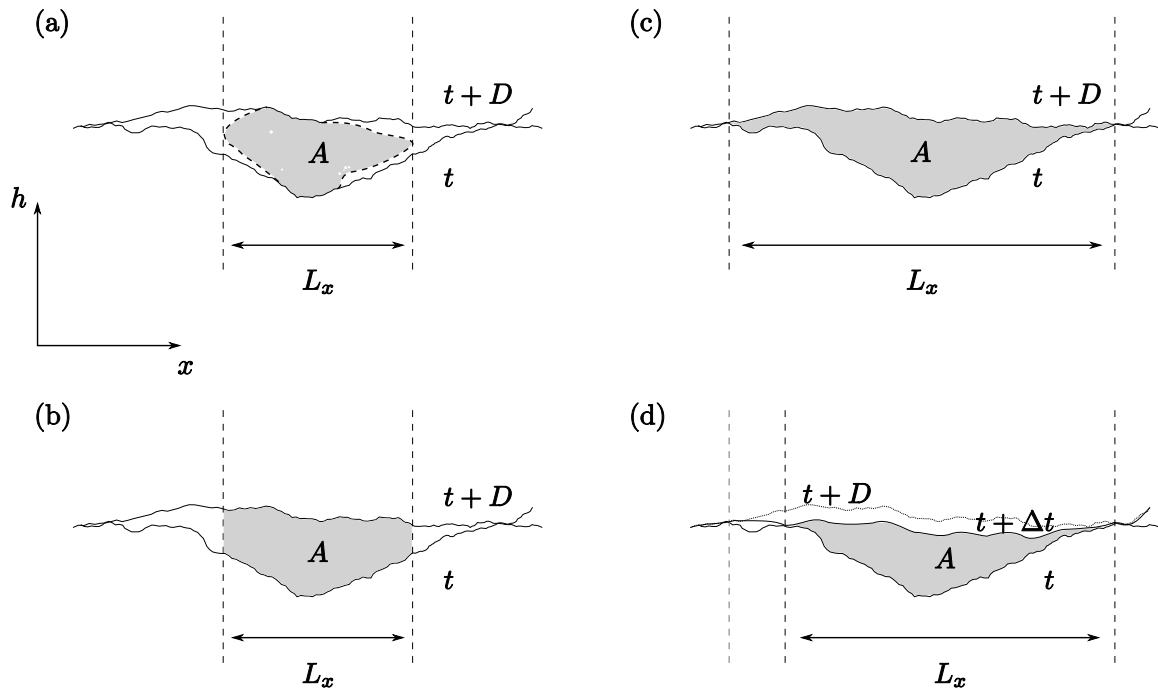 (a)
t + D
A
t
h
L_x
x
(b)
t + D
A
t
L_x
(c)
t + D
A
t
L_x
(d)
t + D
t + Δt
A
t
L_x